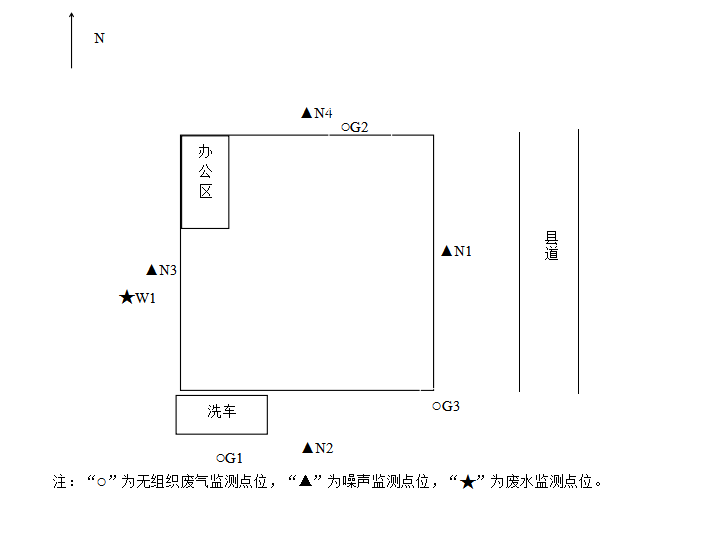 N
▲N4
○G2
办
公
区
县
道
▲N1
▲N3
★W1
洗车
○G3
▲N2
○G1
注：“○”为无组织废气监测点位，“▲”为噪声监测点位，“★”为废水监测点位。